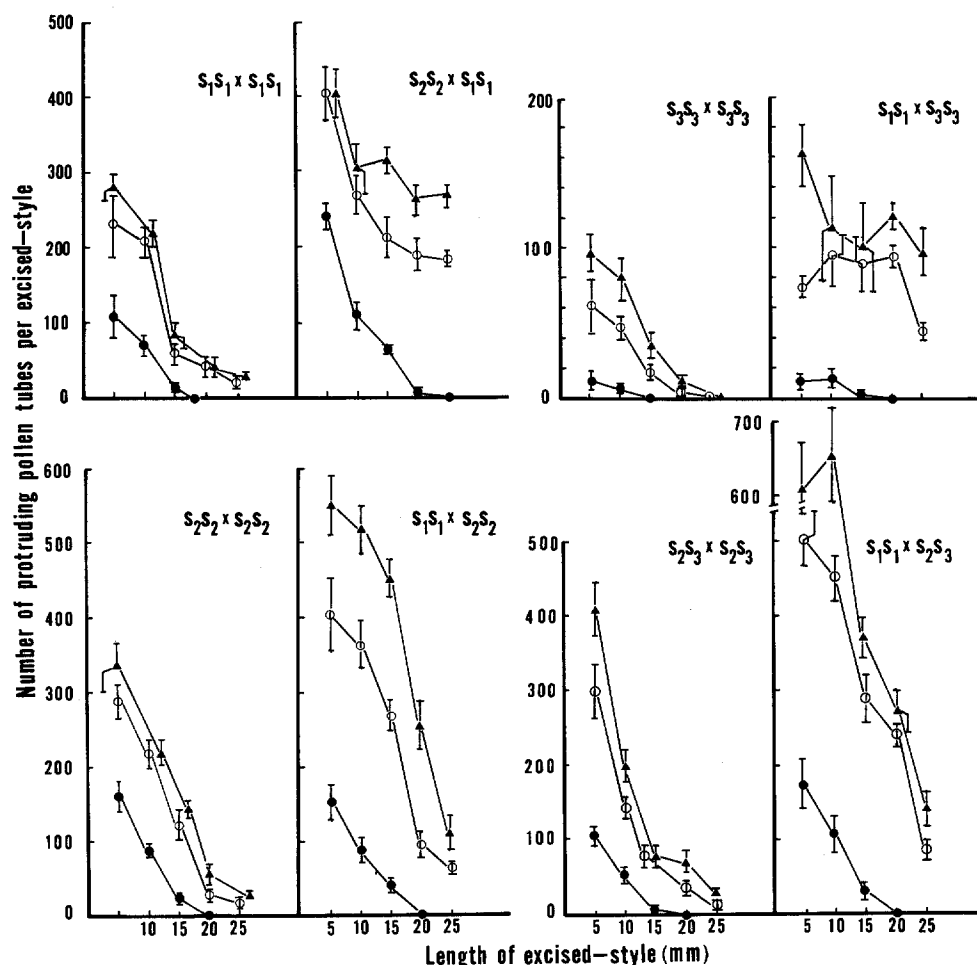 Number of protruding pollen tubes per excised–style
500
400
300
200
100
0
S₁S₁ x S₁S₁
S₂S₂ x S₁S₁
200
100
0
S₃S₃ x S₃S₃
S₁S₁ x S₃S₃
600
500
400
300
200
100
0
S₂S₂ x S₂S₂
S₁S₁ x S₂S₂
500
400
300
200
100
0
S₂S₃ x S₂S₃
700
600
S₁S₁ x S₂S₃
10 15 20 25
5 10 15 20 25
5 10 15 20 25
5 10 15 20 25
Length of excised–style (mm)